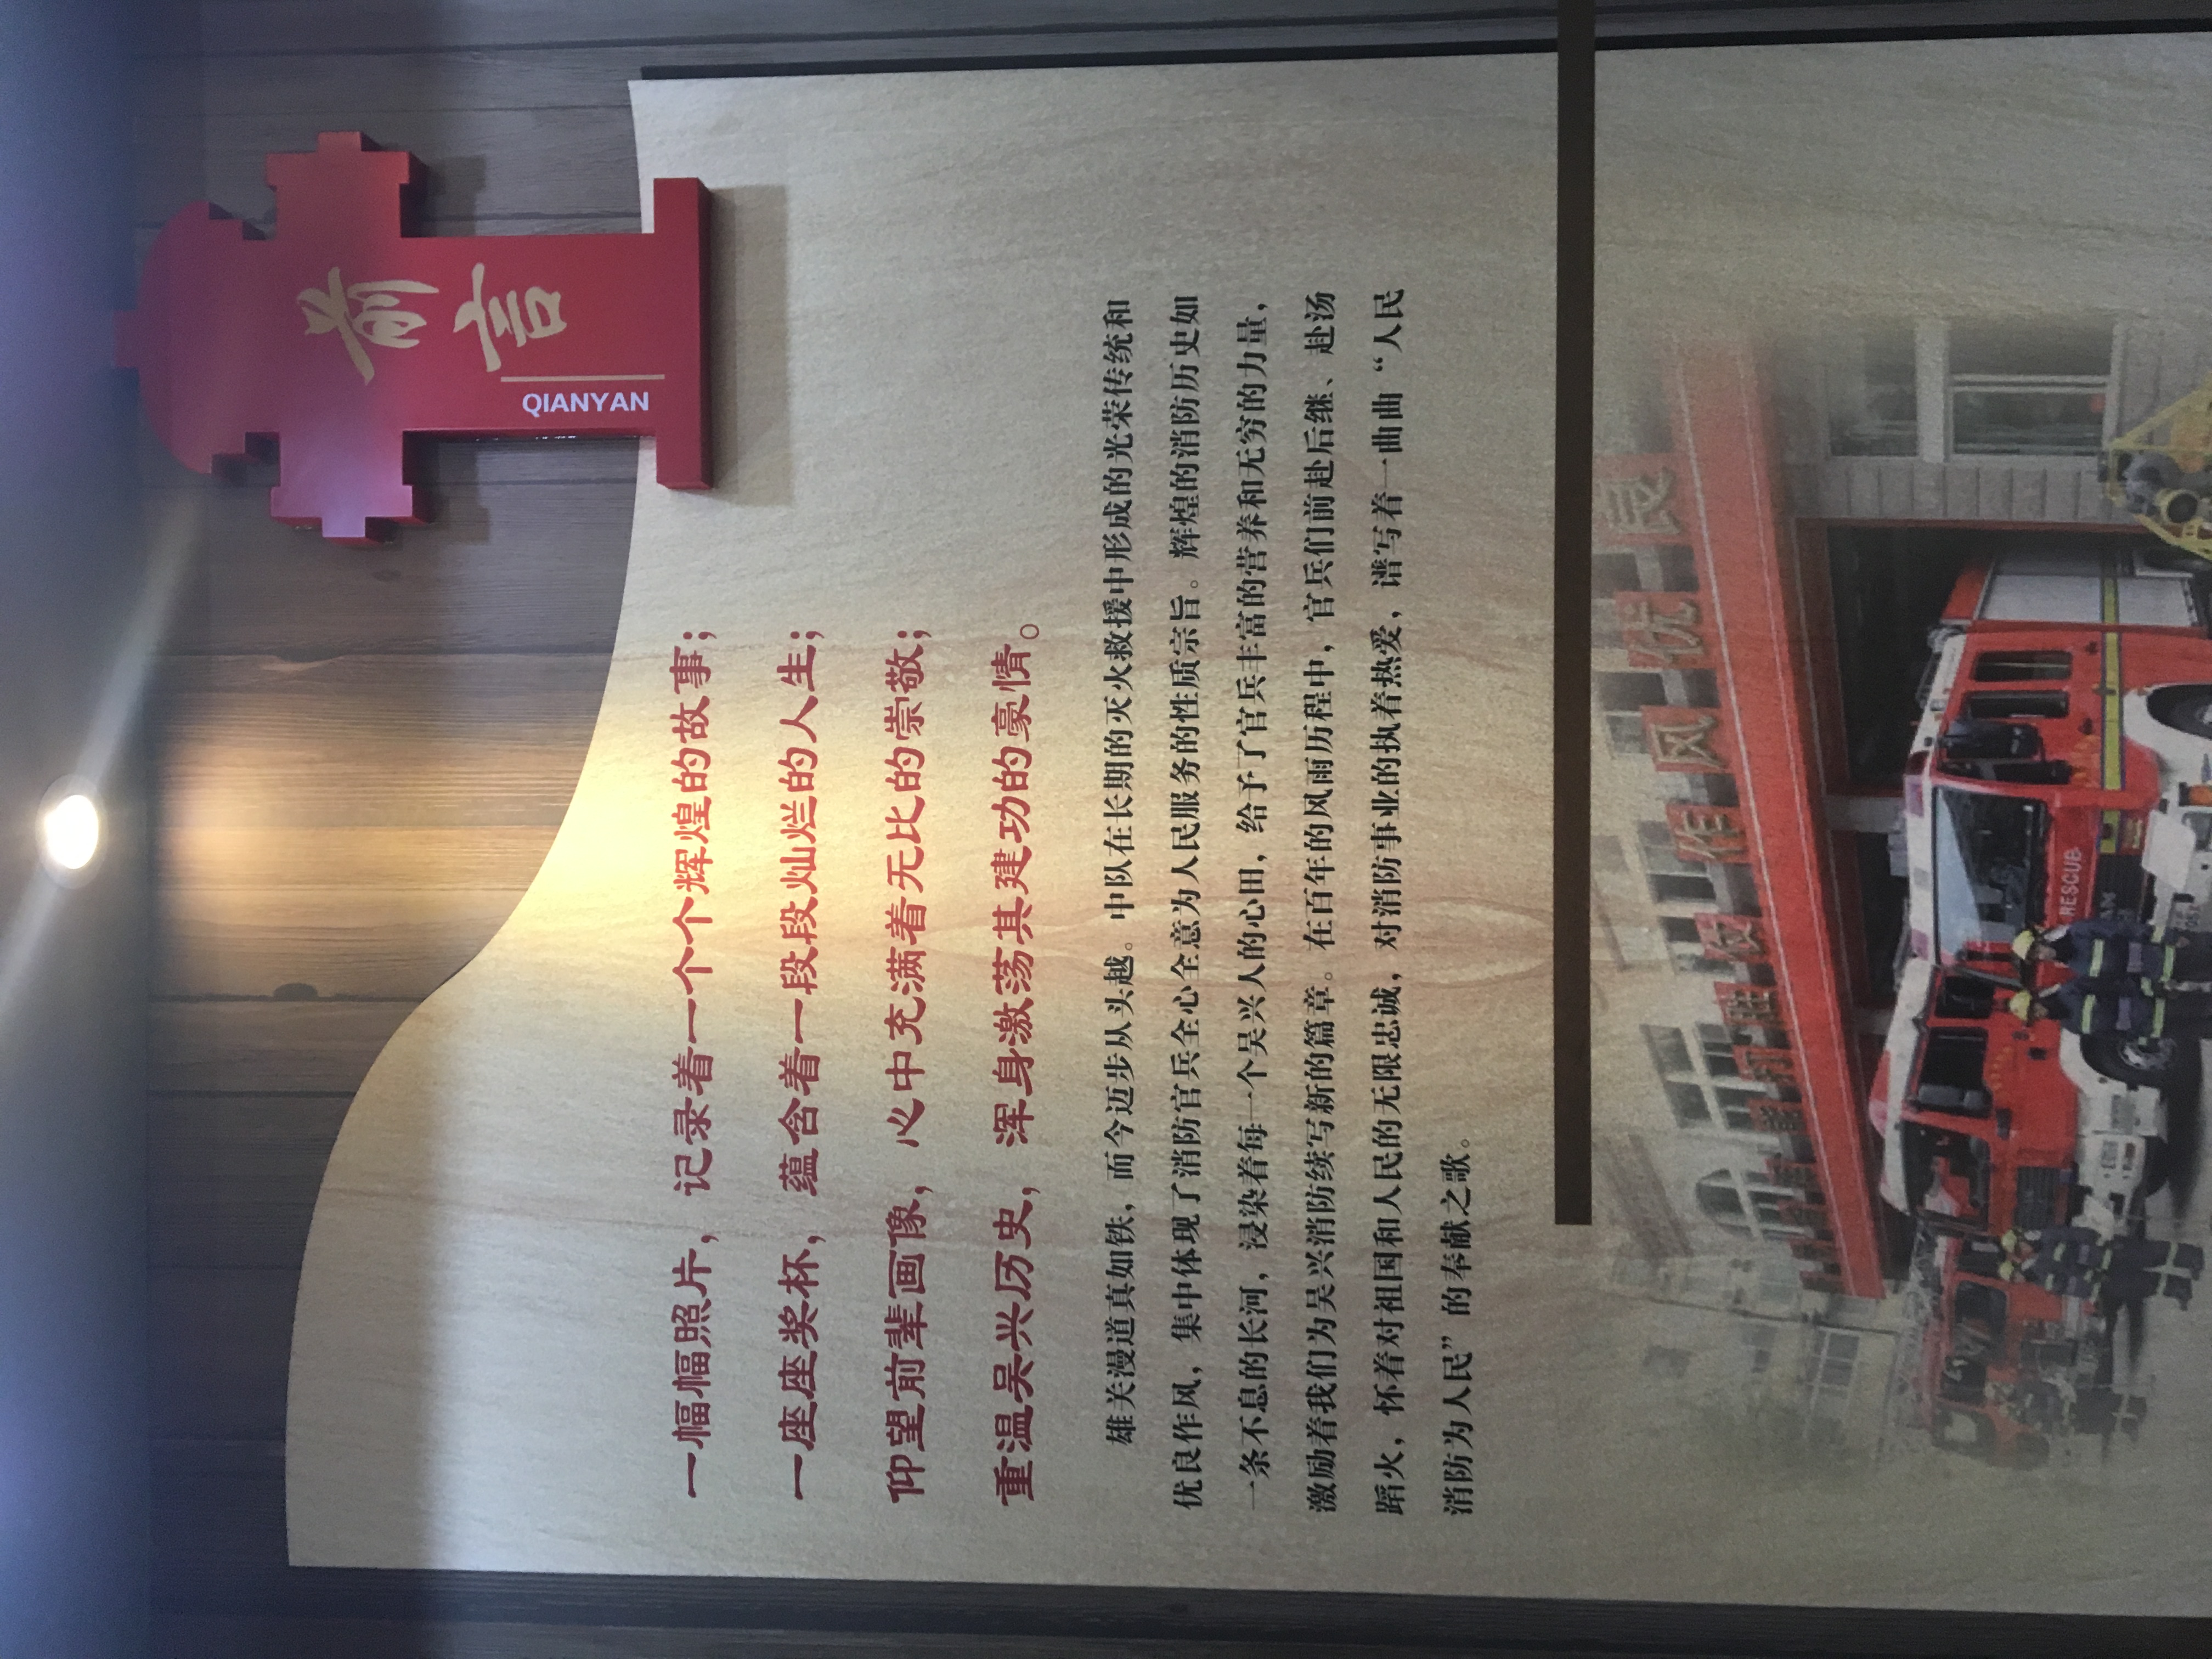 前言
QIANYAN
一幅幅照片，记录着一个个辉煌的故事；
一座座奖杯，蕴含着一段段灿烂的人生；
仰望前辈画像，心中充满着无比的崇敬；
重温吴兴历史，浑身激荡其建功的豪情。
雄关漫道真如铁，而今迈步从头越。中队在长期的灭火救援中形成的光荣传统和
优良作风，集中体现了消防官兵全心全意为人民服务的性质宗旨。辉煌的消防历史如
一条不息的长河，浸染着每一个吴兴人的心田，给予了官兵丰富的营养和无穷的力量，
激励着我们为吴兴消防续写新的篇章。在百年的风雨历程中，官兵们前赴后继、赴汤
蹈火，怀着对祖国和人民的无限忠诚，对消防事业的执着热爱，谱写着一曲曲“人民
消防为人民”的奉献之歌。
作风优良
RESCUE